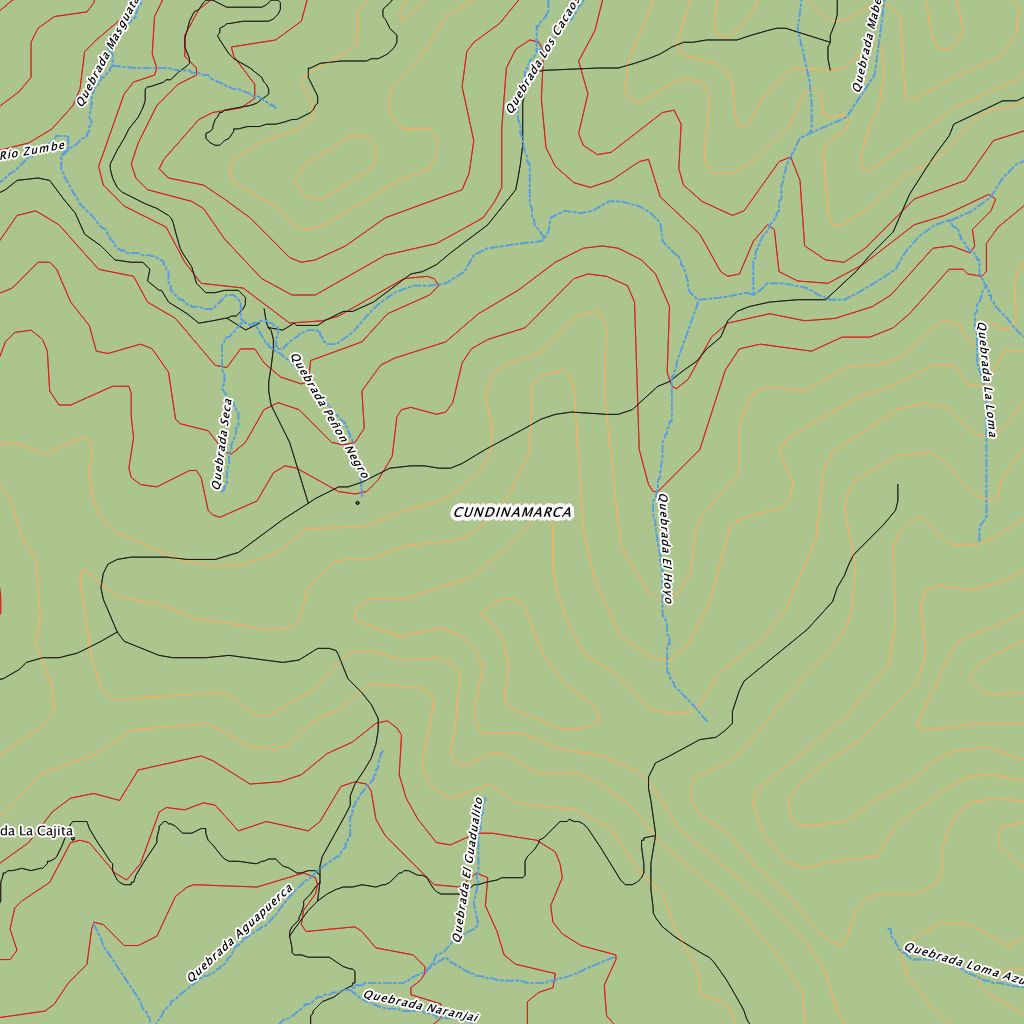 Quebrada Los Cacaos
Río Zumbe
Quebrada Seca
Quebrada Peñon Negro
Quebrada La Loma
CUNDINAMARCA
Quebrada El Hoyo
da La Cajita
Quebrada El Guadualito
Quebrada Aguapuerca
Quebrada Loma Azu
Quebrada Naranjai
Quebrada Masguata
Quebrada Mabe